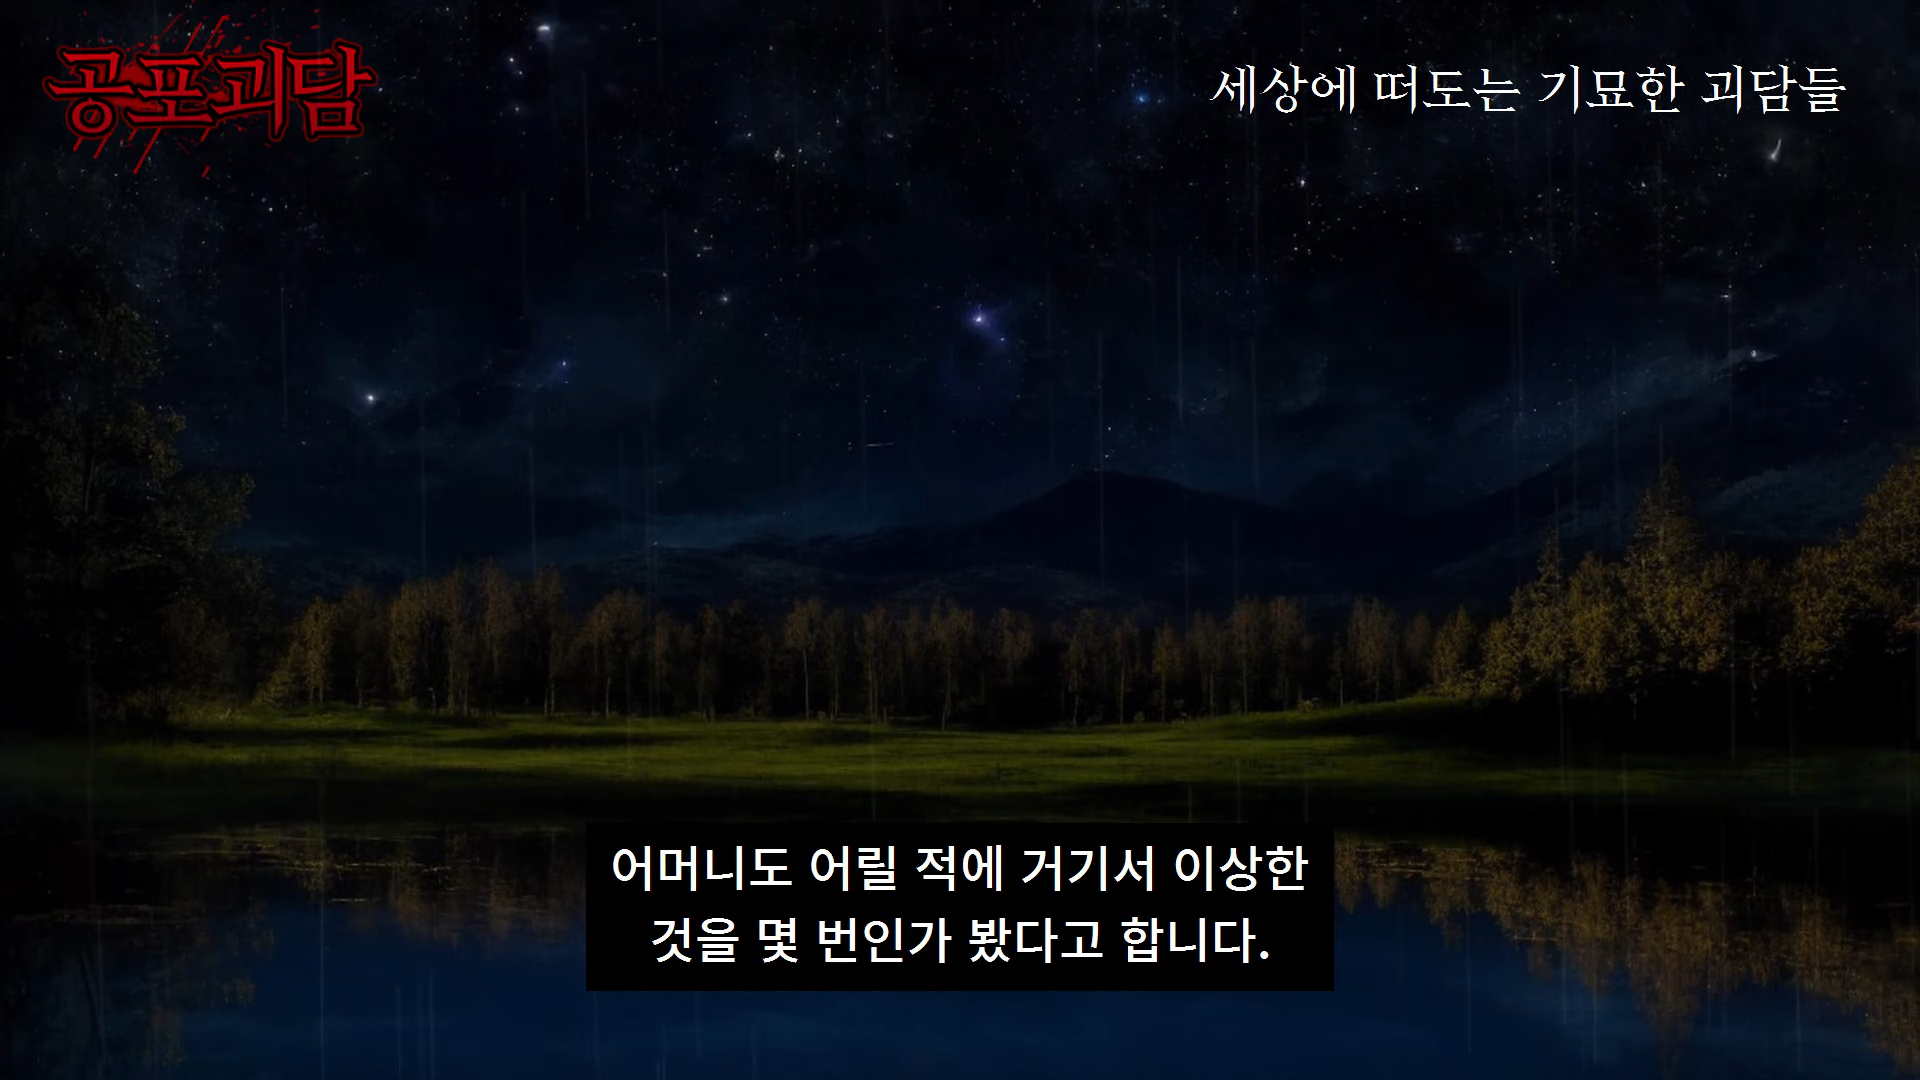 공포괴담
세상에 떠도는 기묘한 괴담들
어머니도 어릴 적에 거기서 이상한
것을 몇 번인가 봤다고 합니다.